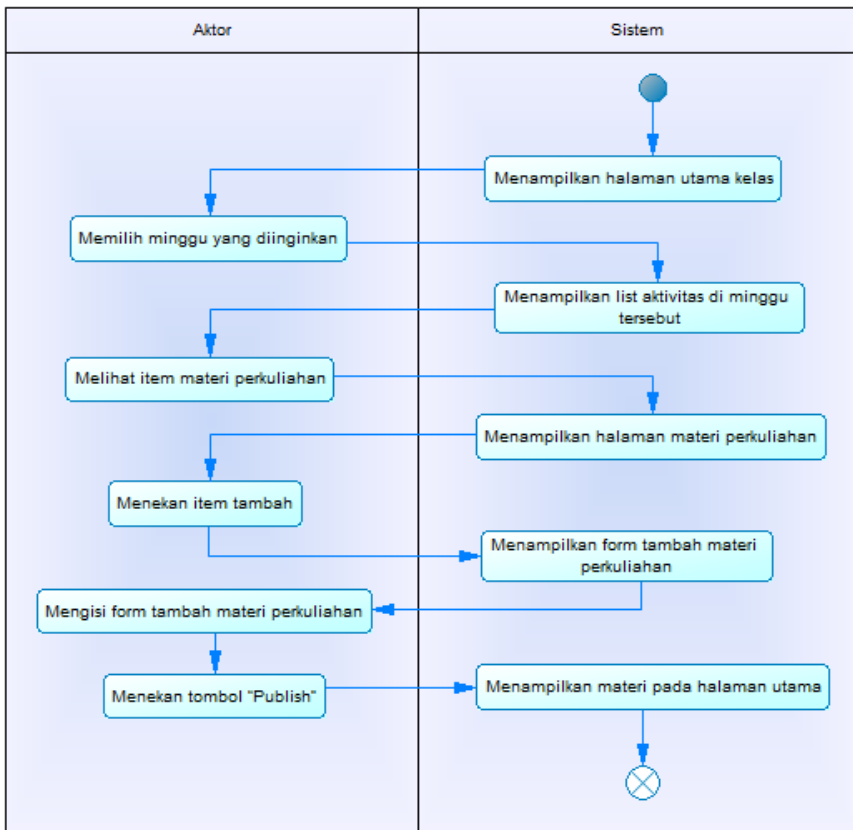 Aktor
Sistem
Menampilkan halaman utama kelas
Memilih minggu yang diinginkan
Menampilkan list aktivitas di minggu
tersebut
Melihat item materi perkuliahan
Menampilkan halaman materi perkuliahan
Menekan item tambah
Menampilkan form tambah materi
perkuliahan
Mengisi form tambah materi perkuliahan
Menekan tombol "Publish"
Menampilkan materi pada halaman utama